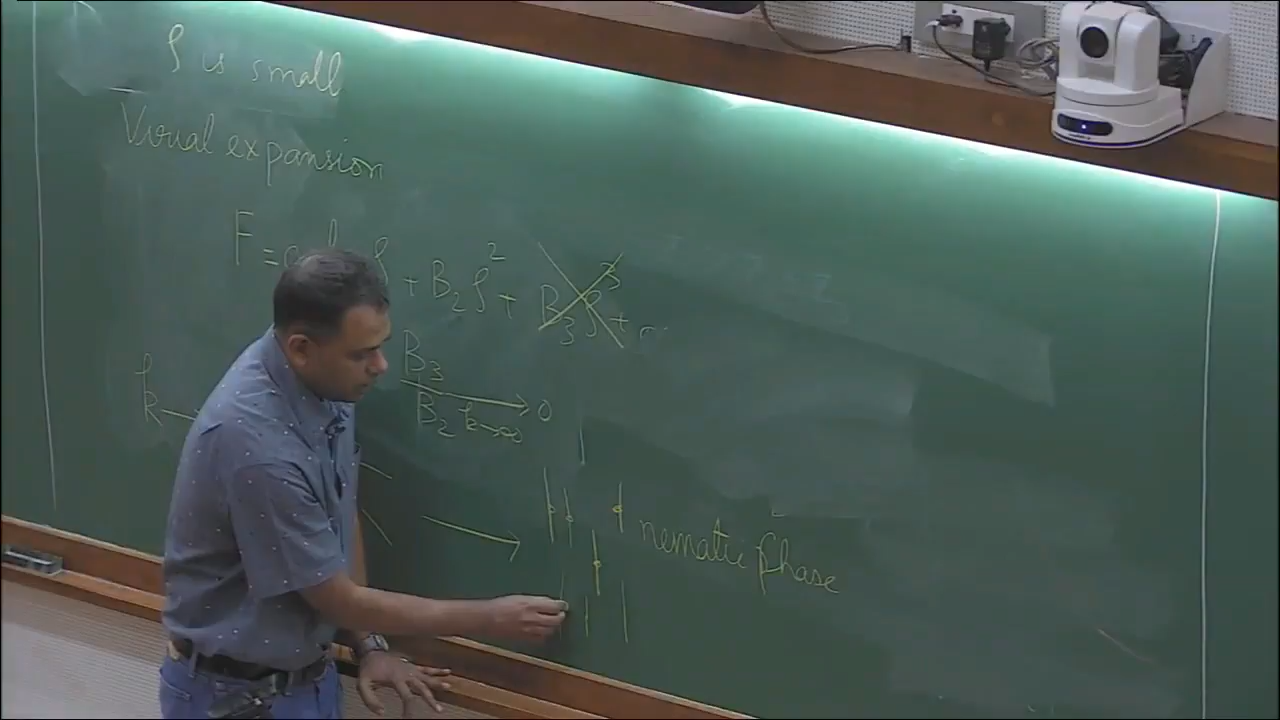 ρ is small
Virial expansion
F = ρ + B₂ρ² + B₃ρ³ +
k → B₃/B₂ → 0
k→∞
nematic phase